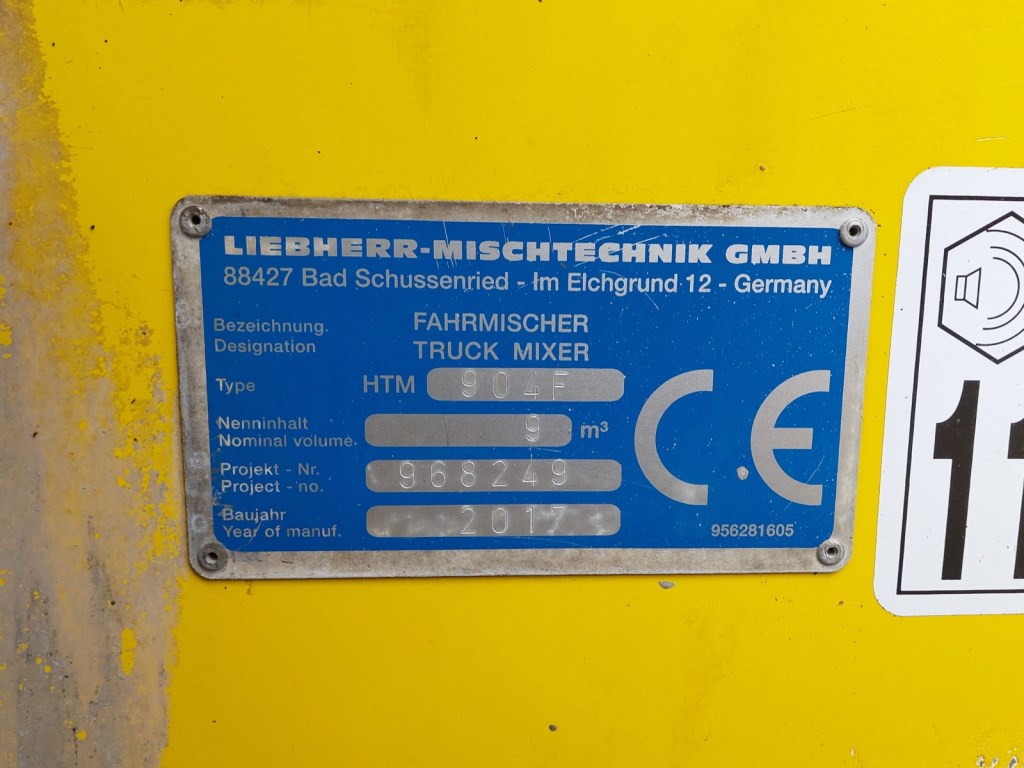 LIEBHERR-MISCHTECHNIK GMBH
88427 Bad Schussenried - Im Elchgrund 12 - Germany
Bezeichnung. FAHRMISCHER
Designation TRUCK MIXER
Type HTM 904F
Nenninhalt
Nominal volume. 9 m³
Projekt - Nr.
Project - no. 968249
Baujahr
Year of manuf. 2017
CE
956281605
11